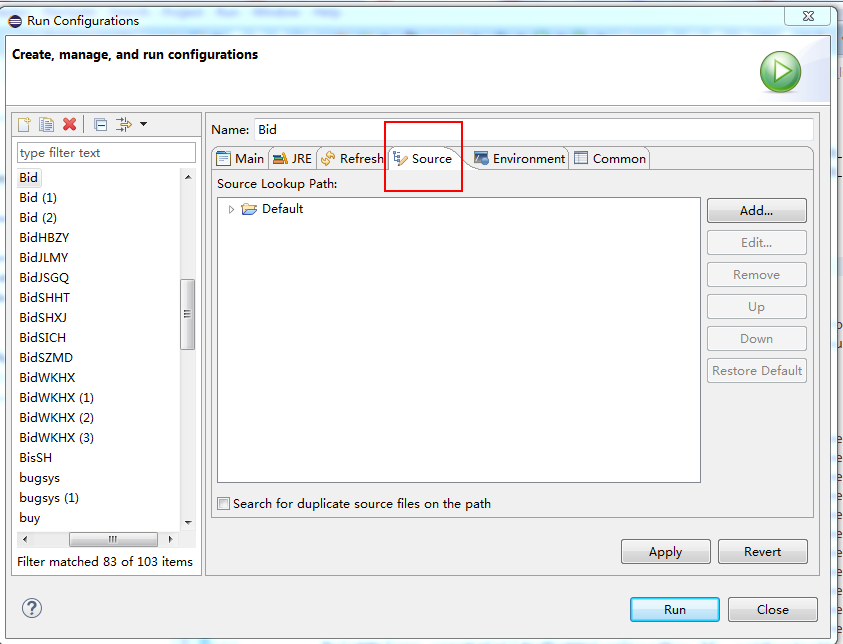 Run Configurations
Create, manage, and run configurations
Name: Bid
type filter text
Main JRE Refresh Source Environment Common
Source Lookup Path:
Bid
Bid (1)
Bid (2)
BidHBZY
BidJLMY
BidJSGQ
BidSHHT
BidSHXJ
BidSICH
BidSZMD
BidWKHX
BidWKHX (1)
BidWKHX (2)
BidWKHX (3)
BisSH
bugsys
bugsys (1)
buy
Filter matched 83 of 103 items
Default
Add...
Edit...
Remove
Up
Down
Restore Default
Search for duplicate source files on the path
Apply Revert
Run Close